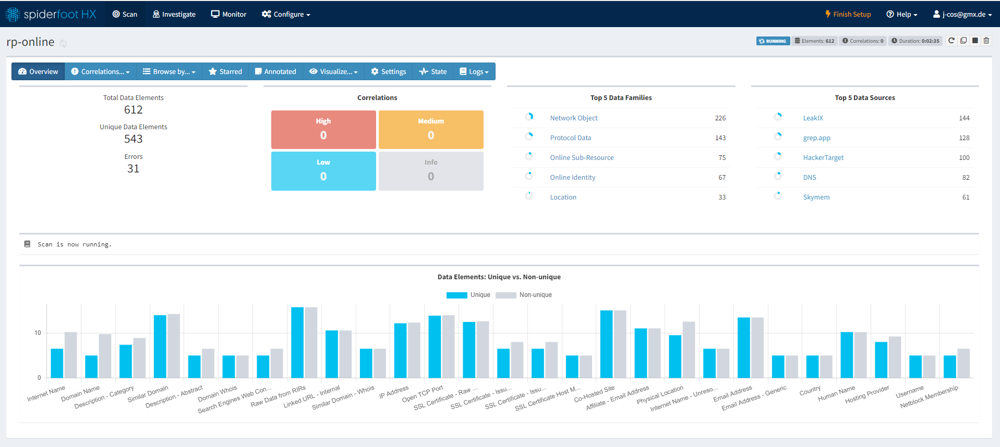 spiderfoot HX Scan Investigate Monitor Configure Finish Setup Help j-cos@gmx.de
rp-online RUNNING Elements: 612 Correlations: 0 Duration: 0:02:35
Overview Correlations... Browse by... Starred Annotated Visualize... Settings State Logs
Total Data Elements
612
Unique Data Elements
543
Errors
31
Correlations
High
0
Medium
0
Low
0
Info
0
Top 5 Data Families
Network Object 226
Protocol Data 143
Online Sub-Resource 75
Online Identity 67
Location 33
Top 5 Data Sources
LeakIX 144
grep.app 128
HackerTarget 100
DNS 82
Skymem 61
Scan is now running.
Data Elements: Unique vs. Non-unique
Unique Non-unique
10
0
Internet Name
Domain Name
Description - Category
Similar Domain
Description - Abstract
Domain Whois
Search Engines Web Con...
Raw Data from RIRs
Linked URL - Internal
Similar Domain - Whois
IP Address
Open TCP Port
SSL Certificate - Raw ...
SSL Certificate - Issu...
SSL Certificate - Issu...
SSL Certificate Host M...
Co-Hosted Site
Affiliate - Email Address
Physical Location
Internet Name - Unreso...
Email Address
Email Address - Generic
Country
Human Name
Hosting Provider
Username
Netblock Membership